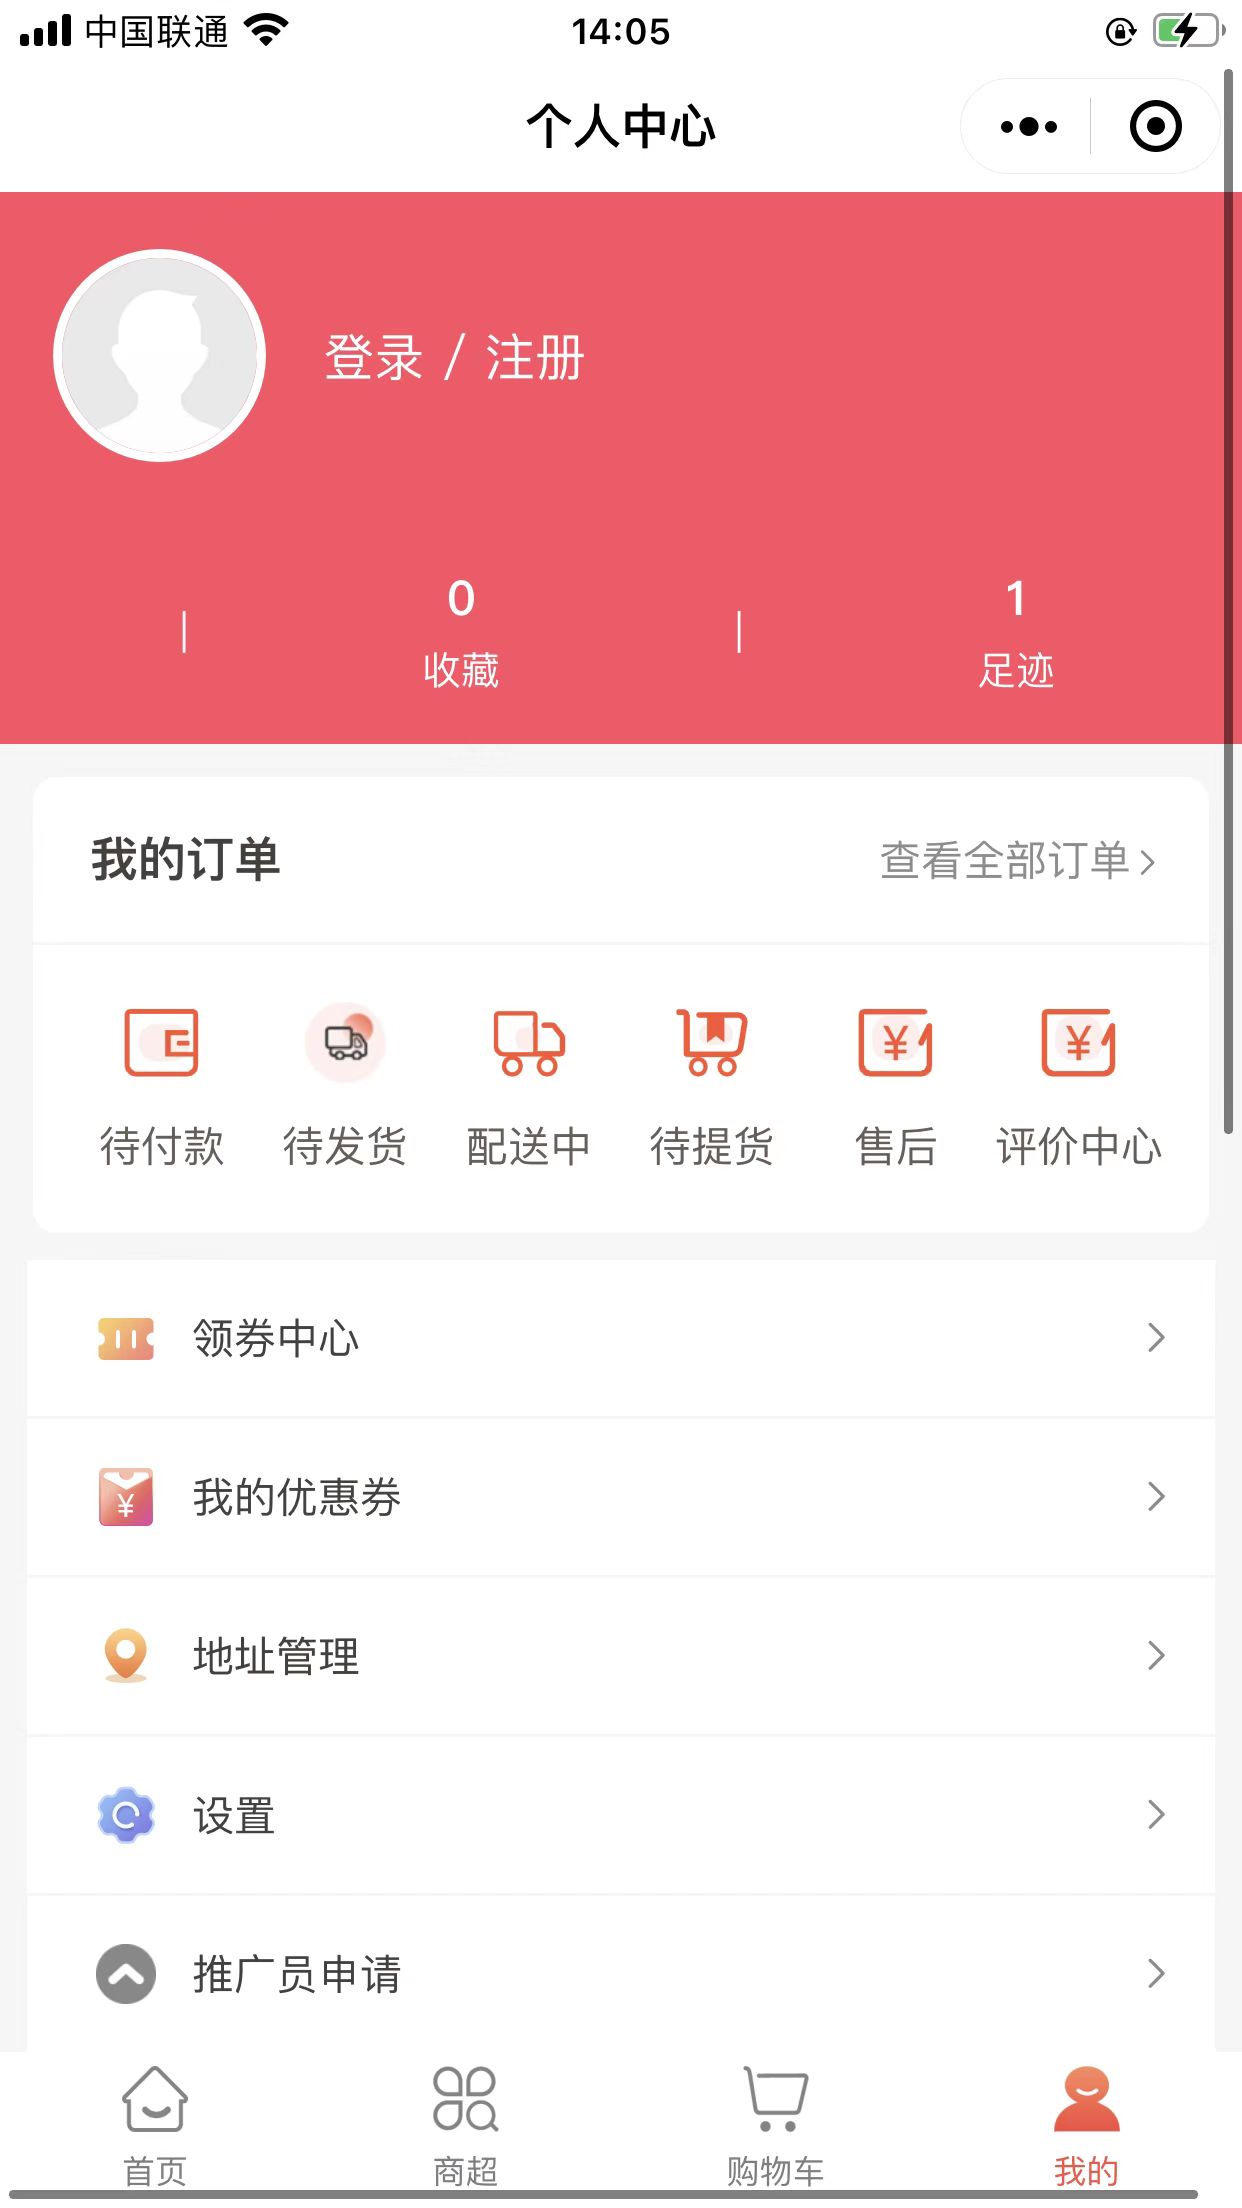 中国联通
14:05
个人中心
登录 / 注册
0
收藏
1
足迹
我的订单
查看全部订单
待付款
待发货
配送中
待提货
售后
评价中心
领券中心
我的优惠券
地址管理
设置
推广员申请
首页
商超
购物车
我的